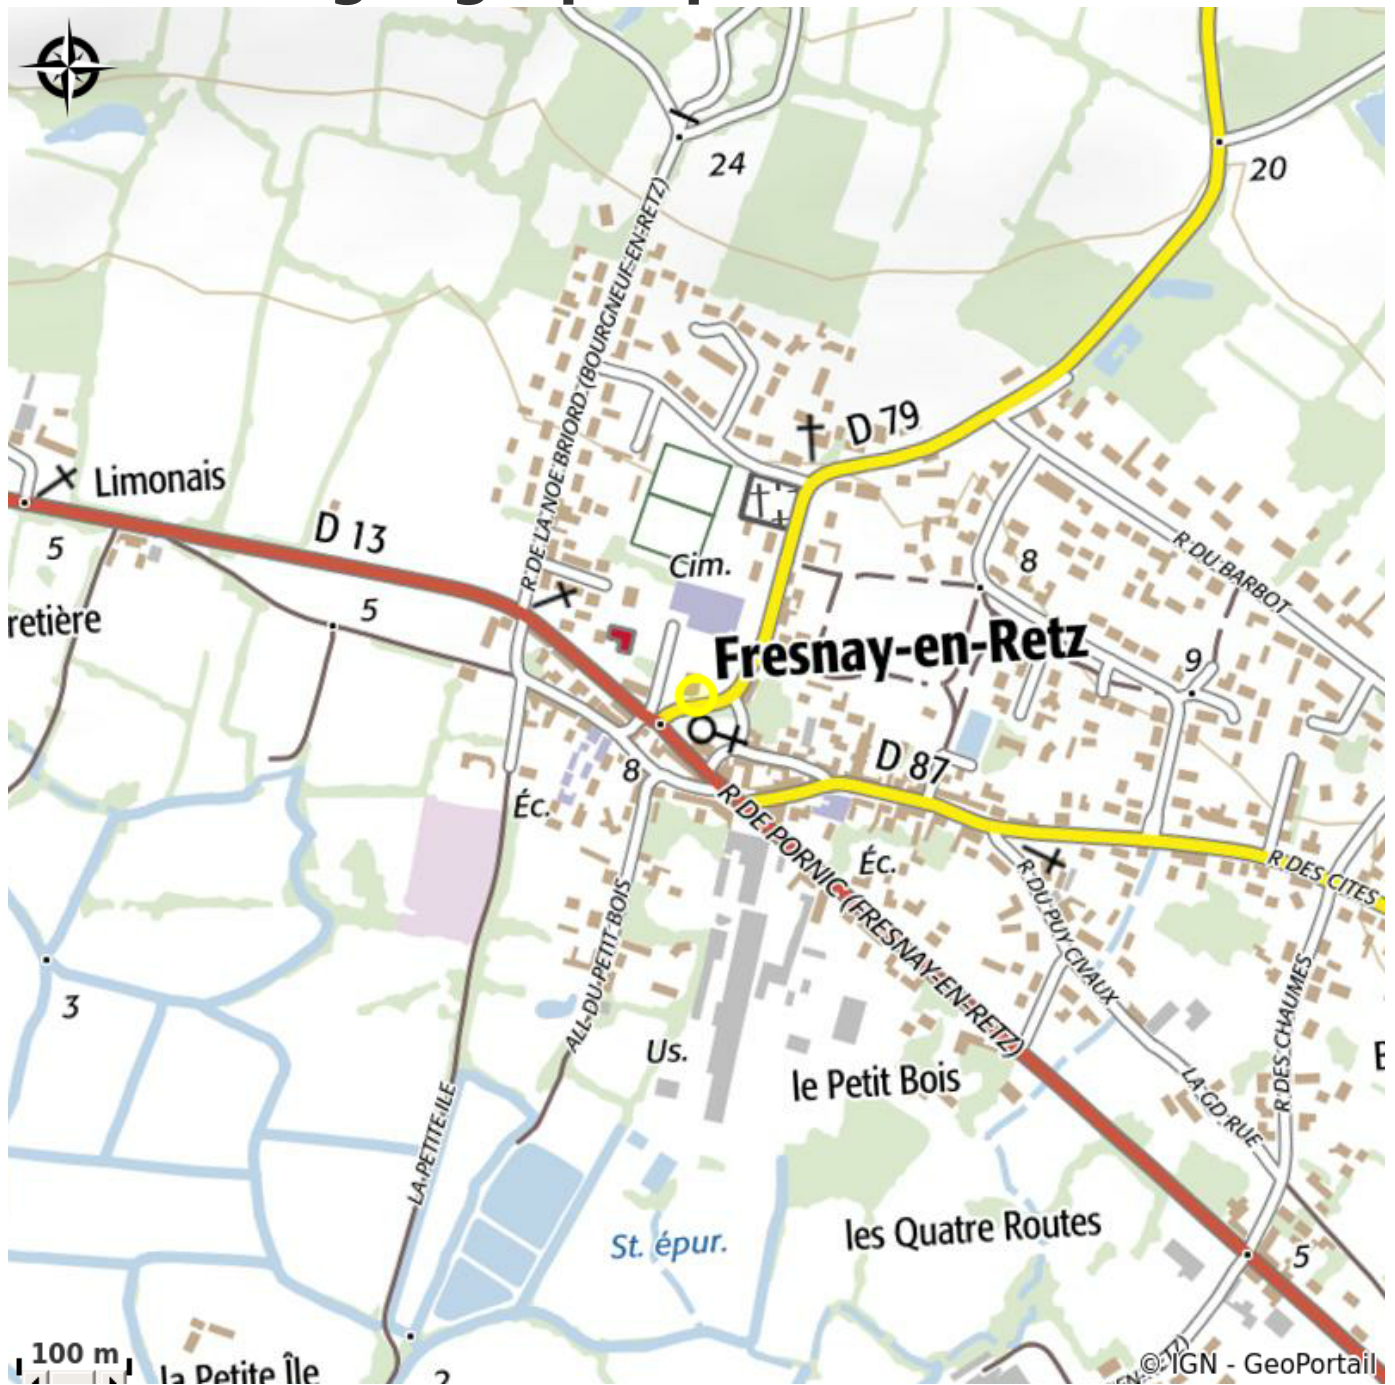 24
20
R DE LA NOE BRIORD (BOURGNEUF-EN-RETZ)
D 79
Limonais
D 13
R DU BARBOT
5
Cim.
8
5
retière
Fresnay-en-Retz
9
D 87
8
Éc.
R DE PORNIC (FRESNAY-EN-RETZ)
Éc.
R DES CITES
R DU PUY CIVAUX
ALL DU PETIT BOIS
3
R DES CHAUMES
Us.
le Petit Bois
LA GD RUE
LA PETITE ILE
les Quatre Routes
St. épur.
5
100 m
la Petite Île
2
© IGN - GeoPortail